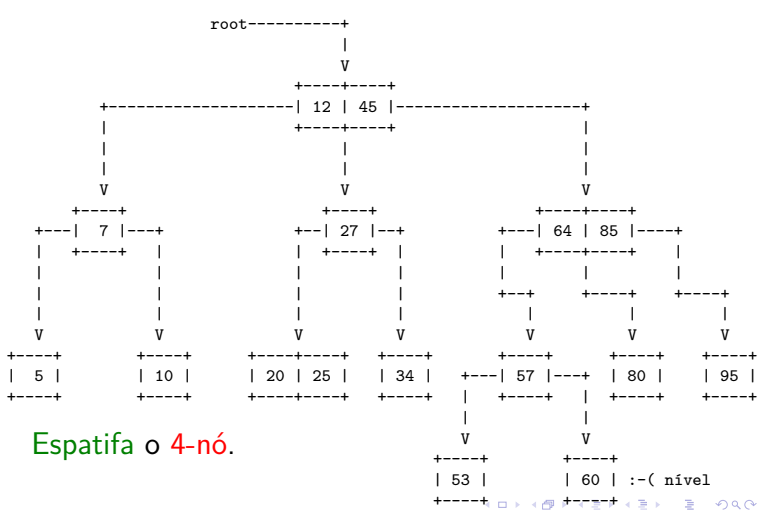 root----------+
|
V
+----+----+
+-------------------| 12 | 45 |-------------------+
| +----+----+ |
| | |
| | |
V V V
+----+ +----+ +----+----+
+---| 7 |---+ +--| 27 |--+ +---| 64 | 85 |----+
| +----+ | | +----+ | | +----+----+ |
| | | | | | |
| | | | +--+ +----+ +----+
| | | | | | |
V V V V V V V
+----+ +----+ +----+----+ +----+ +----+ +----+ +----+
| 5 | | 10 | | 20 | 25 | | 34 | +---| 57 |---+ | 80 | | 95 |
+----+ +----+ +----+----+ +----+ | +----+ | +----+ +----+
| |
V V
Espatifa o 4-nó.
+----+ +----+
| 53 | | 60 | :-( nível
+----+ +----+